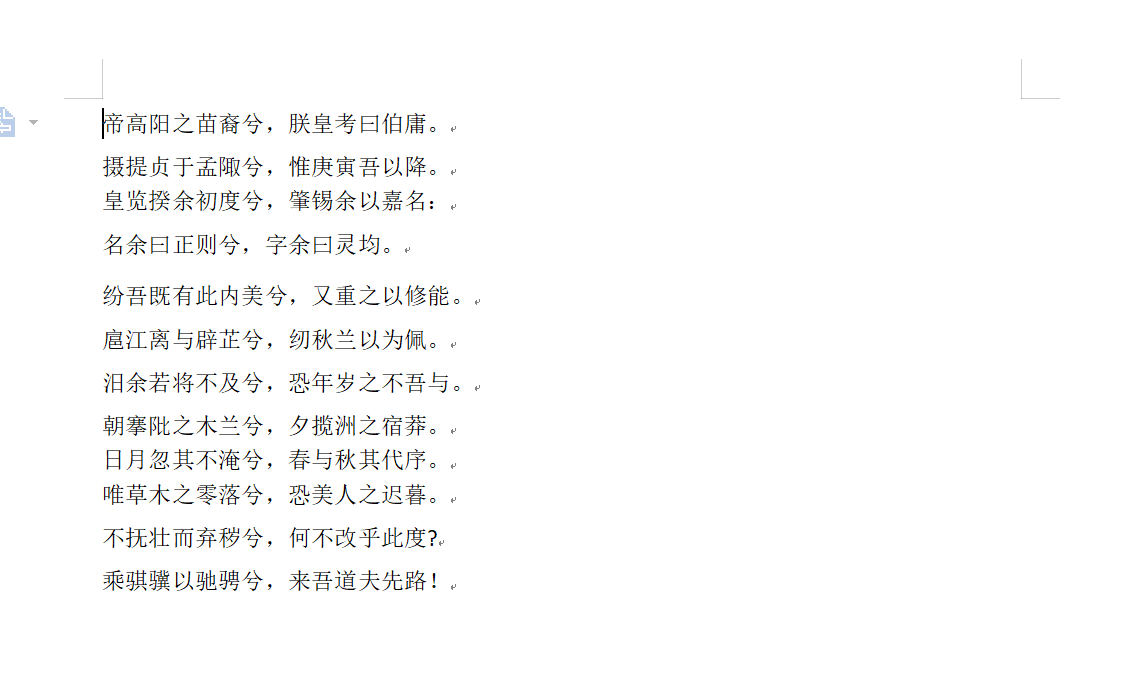 帝高阳之苗裔兮，朕皇考曰伯庸。
摄提贞于孟陬兮，惟庚寅吾以降。
皇览揆余初度兮，肇锡余以嘉名：
名余曰正则兮，字余曰灵均。
纷吾既有此内美兮，又重之以修能。
扈江离与辟芷兮，纫秋兰以为佩。
汨余若将不及兮，恐年岁之不吾与。
朝搴阰之木兰兮，夕揽洲之宿莽。
日月忽其不淹兮，春与秋其代序。
唯草木之零落兮，恐美人之迟暮。
不抚壮而弃秽兮，何不改乎此度?
乘骐骥以驰骋兮，来吾道夫先路！